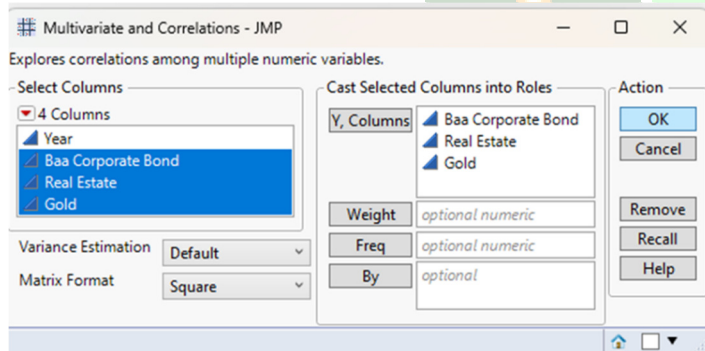 Multivariate and Correlations - JMP
Explores correlations among multiple numeric variables.
Select Columns
4 Columns
Year
Baa Corporate Bond
Real Estate
Gold
Variance Estimation Default
Matrix Format Square
Cast Selected Columns into Roles
Y, Columns
Baa Corporate Bond
Real Estate
Gold
Weight optional numeric
Freq optional numeric
By optional
Action
OK
Cancel
Remove
Recall
Help